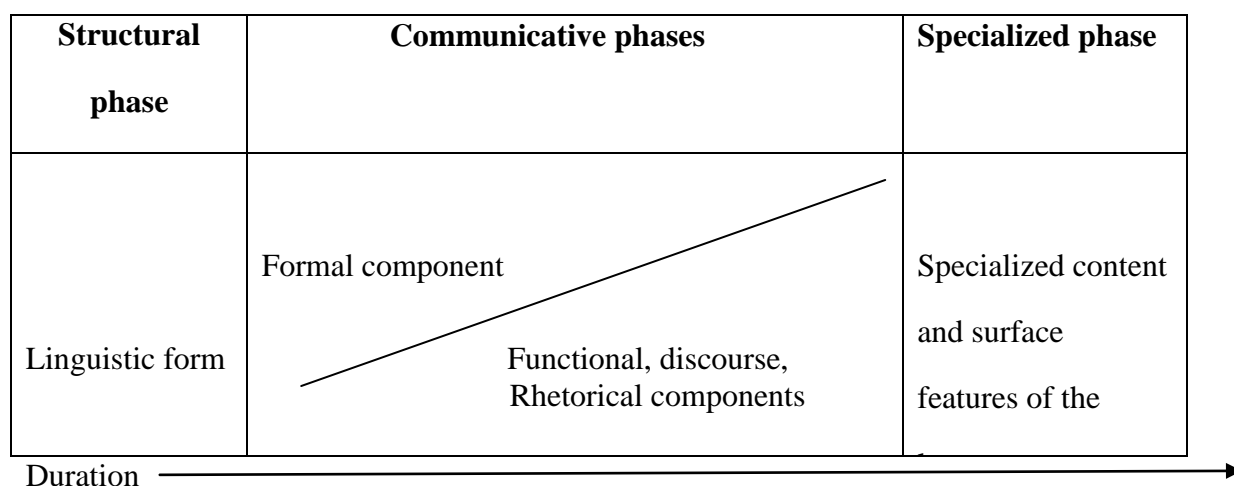 Structural
phase
Communicative phases
Specialized phase
Linguistic form
Formal component
Functional, discourse,
Rhetorical components
Specialized content
and surface
features of the
Duration